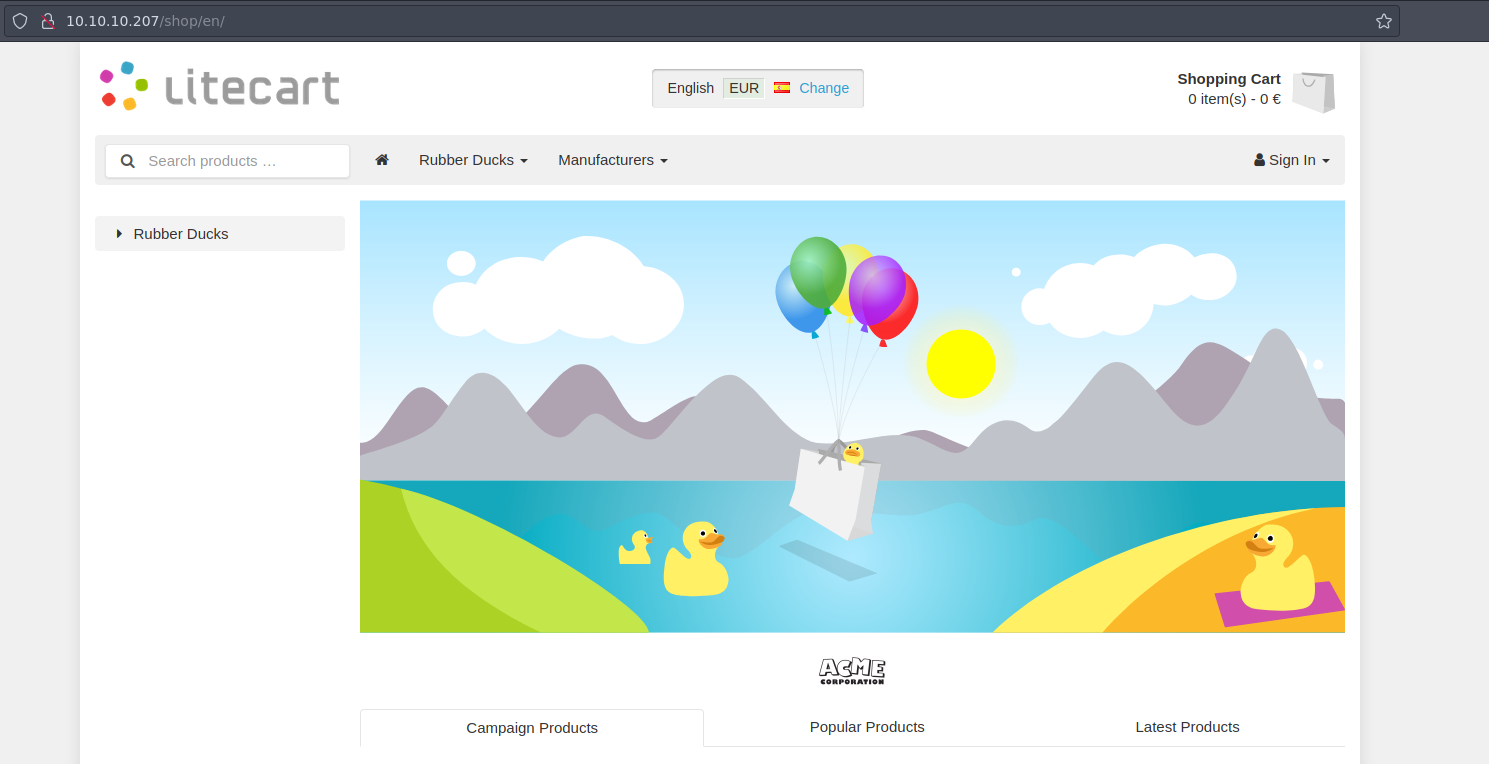 10.10.10.207/shop/en/
litecart
English EUR Change
Shopping Cart
0 item(s) - 0 €
Search products …
Rubber Ducks
Manufacturers
Sign In
Rubber Ducks
ACME
CORPORATION
Campaign Products
Popular Products
Latest Products